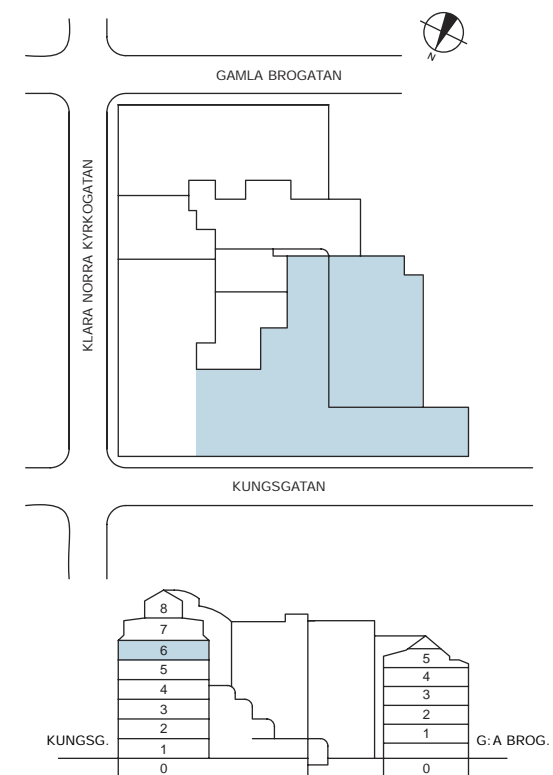 N
GAMLA BROGATAN
KLARA NORRA KYRKOGATAN
KUNGSGATAN
8
7
6
5
4
3
2
1
0
KUNGSG.
5
4
3
2
1
0
G:A BROG.